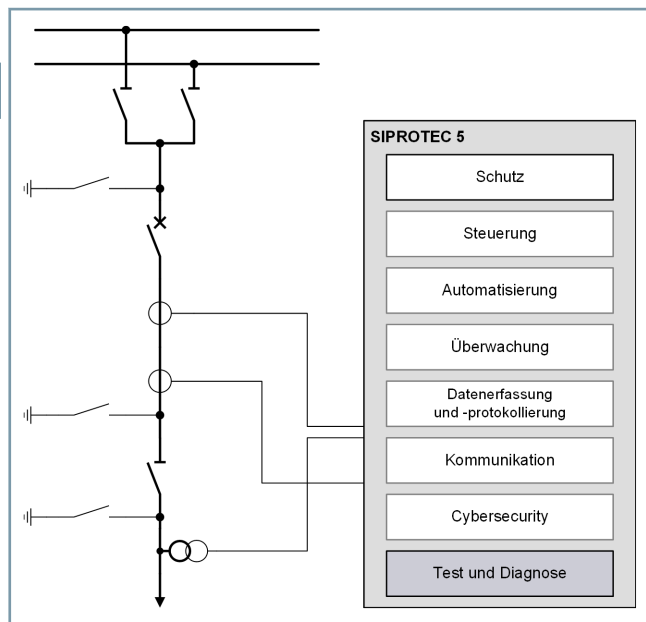 SIPROTEC 5
Schutz
Steuerung
Automatisierung
Überwachung
Datenerfassung
und -protokollierung
Kommunikation
Cybersecurity
Test und Diagnose